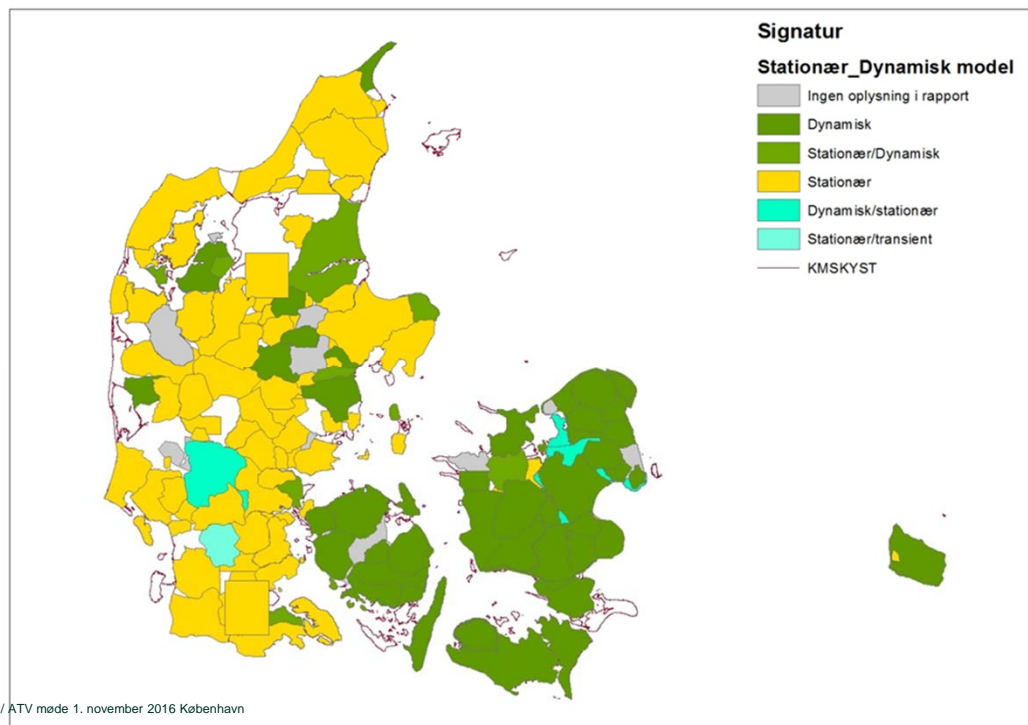 Signatur
Stationær_Dynamisk model
Ingen oplysning i rapport
Dynamisk
Stationær/Dynamisk
Stationær
Dynamisk/stationær
Stationær/transient
KMSKYST
/ ATV møde 1. november 2016 København